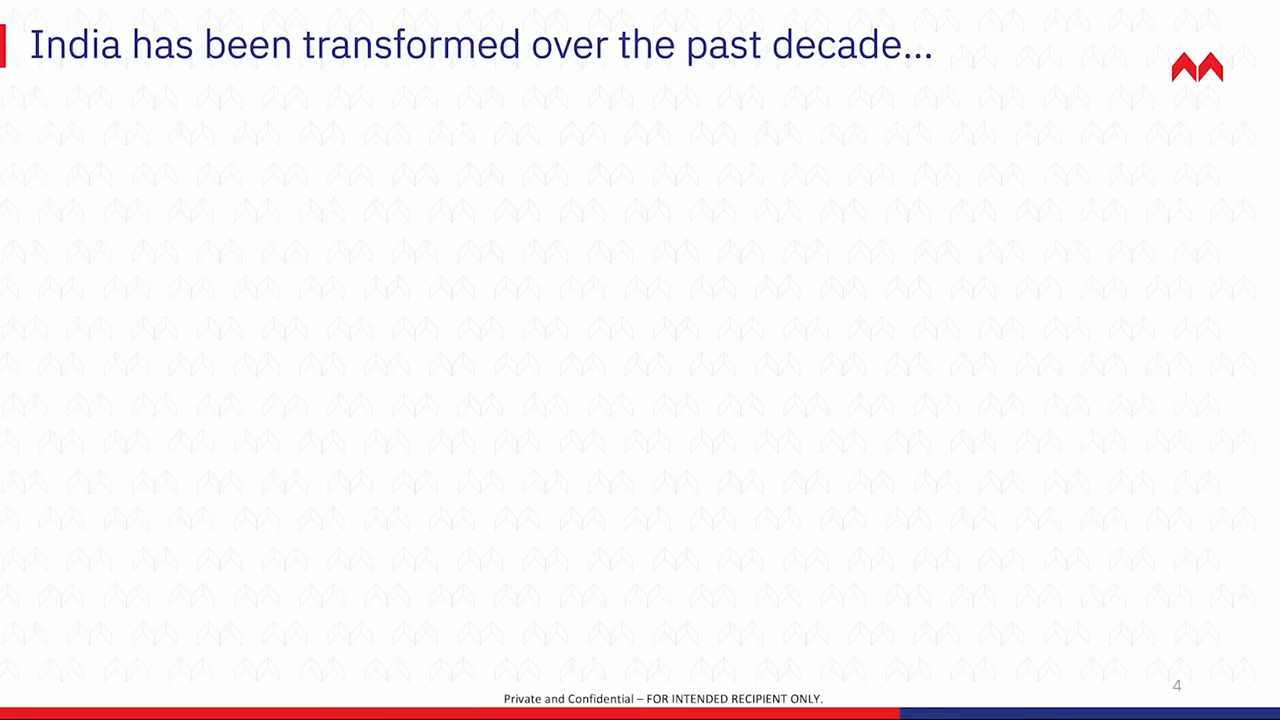 India has been transformed over the past decade...
4
Private and Confidential – FOR INTENDED RECIPIENT ONLY.